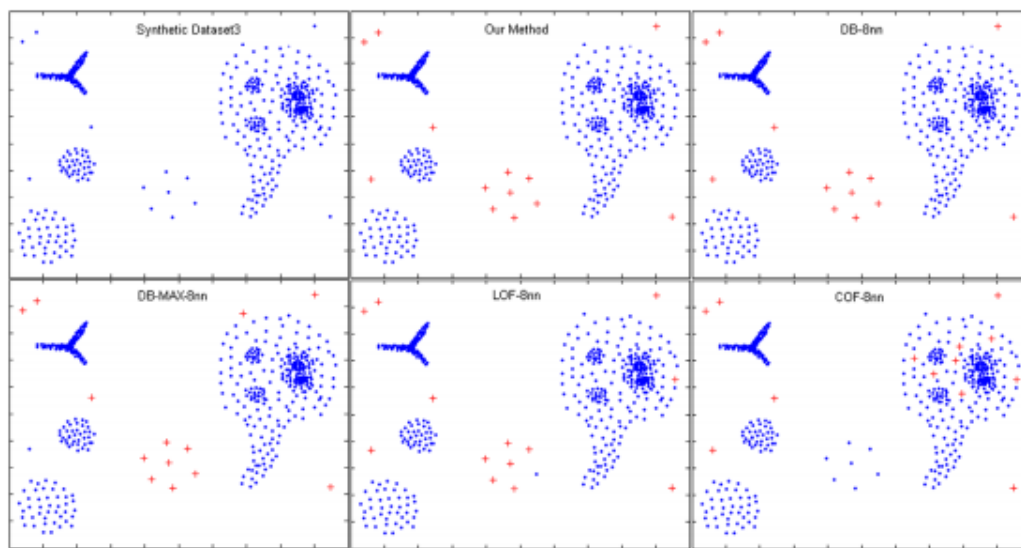 Synthetic Dataset3
Our Method
DB-8nn
DB-MAX-8nn
LOF-8nn
COF-8nn